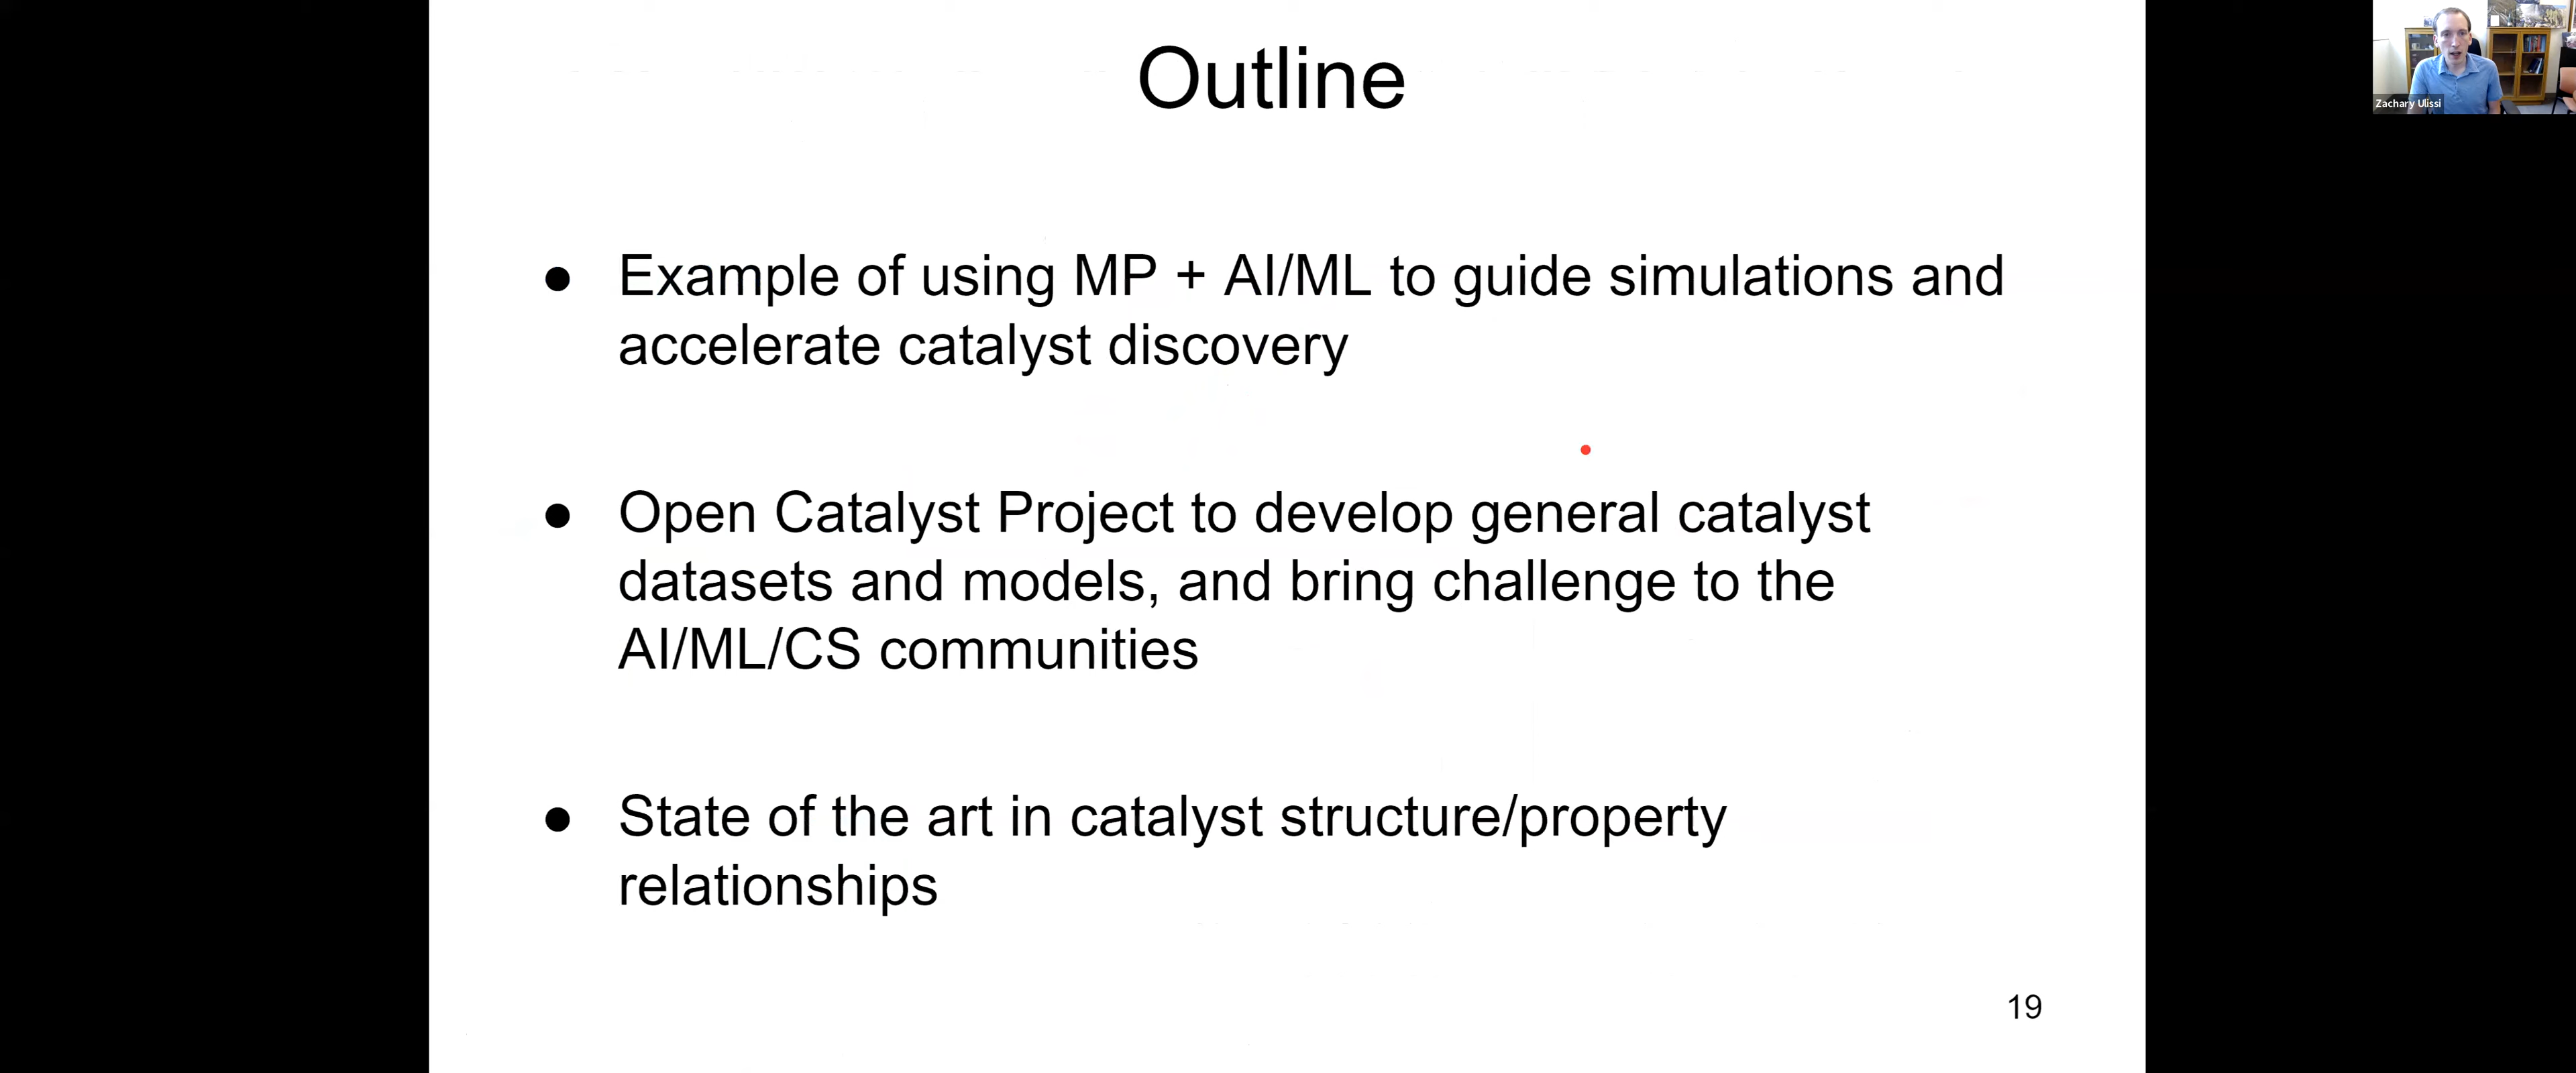 Outline
Zachary Ulissi
● Example of using MP + AI/ML to guide simulations and
accelerate catalyst discovery
● Open Catalyst Project to develop general catalyst
datasets and models, and bring challenge to the
AI/ML/CS communities
● State of the art in catalyst structure/property
relationships
19